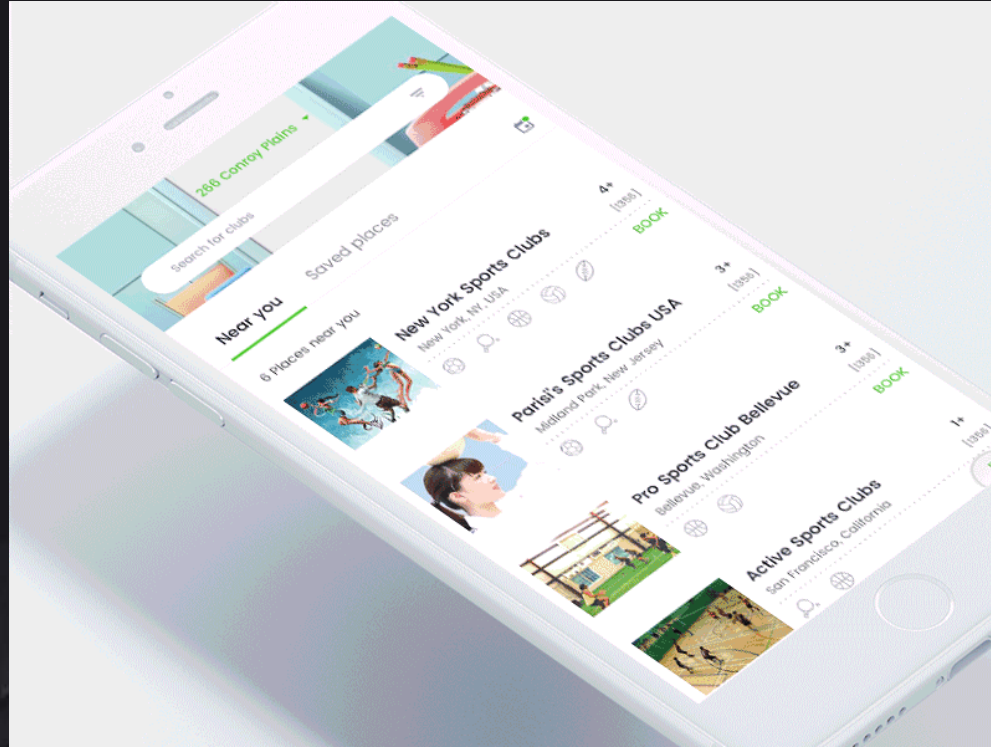 266 Conroy Plains
Search for clubs
Near you
Saved places
6 Places near you
New York Sports Clubs
4+
New York, NY, USA
[1356]
BOOK
Parisi's Sports Clubs USA
3+
Midland Park, New Jersey
[1356]
BOOK
Pro Sports Club Bellevue
3+
Bellevue, Washington
[1356]
BOOK
Active Sports Clubs
1+
San Francisco, California
[1356]